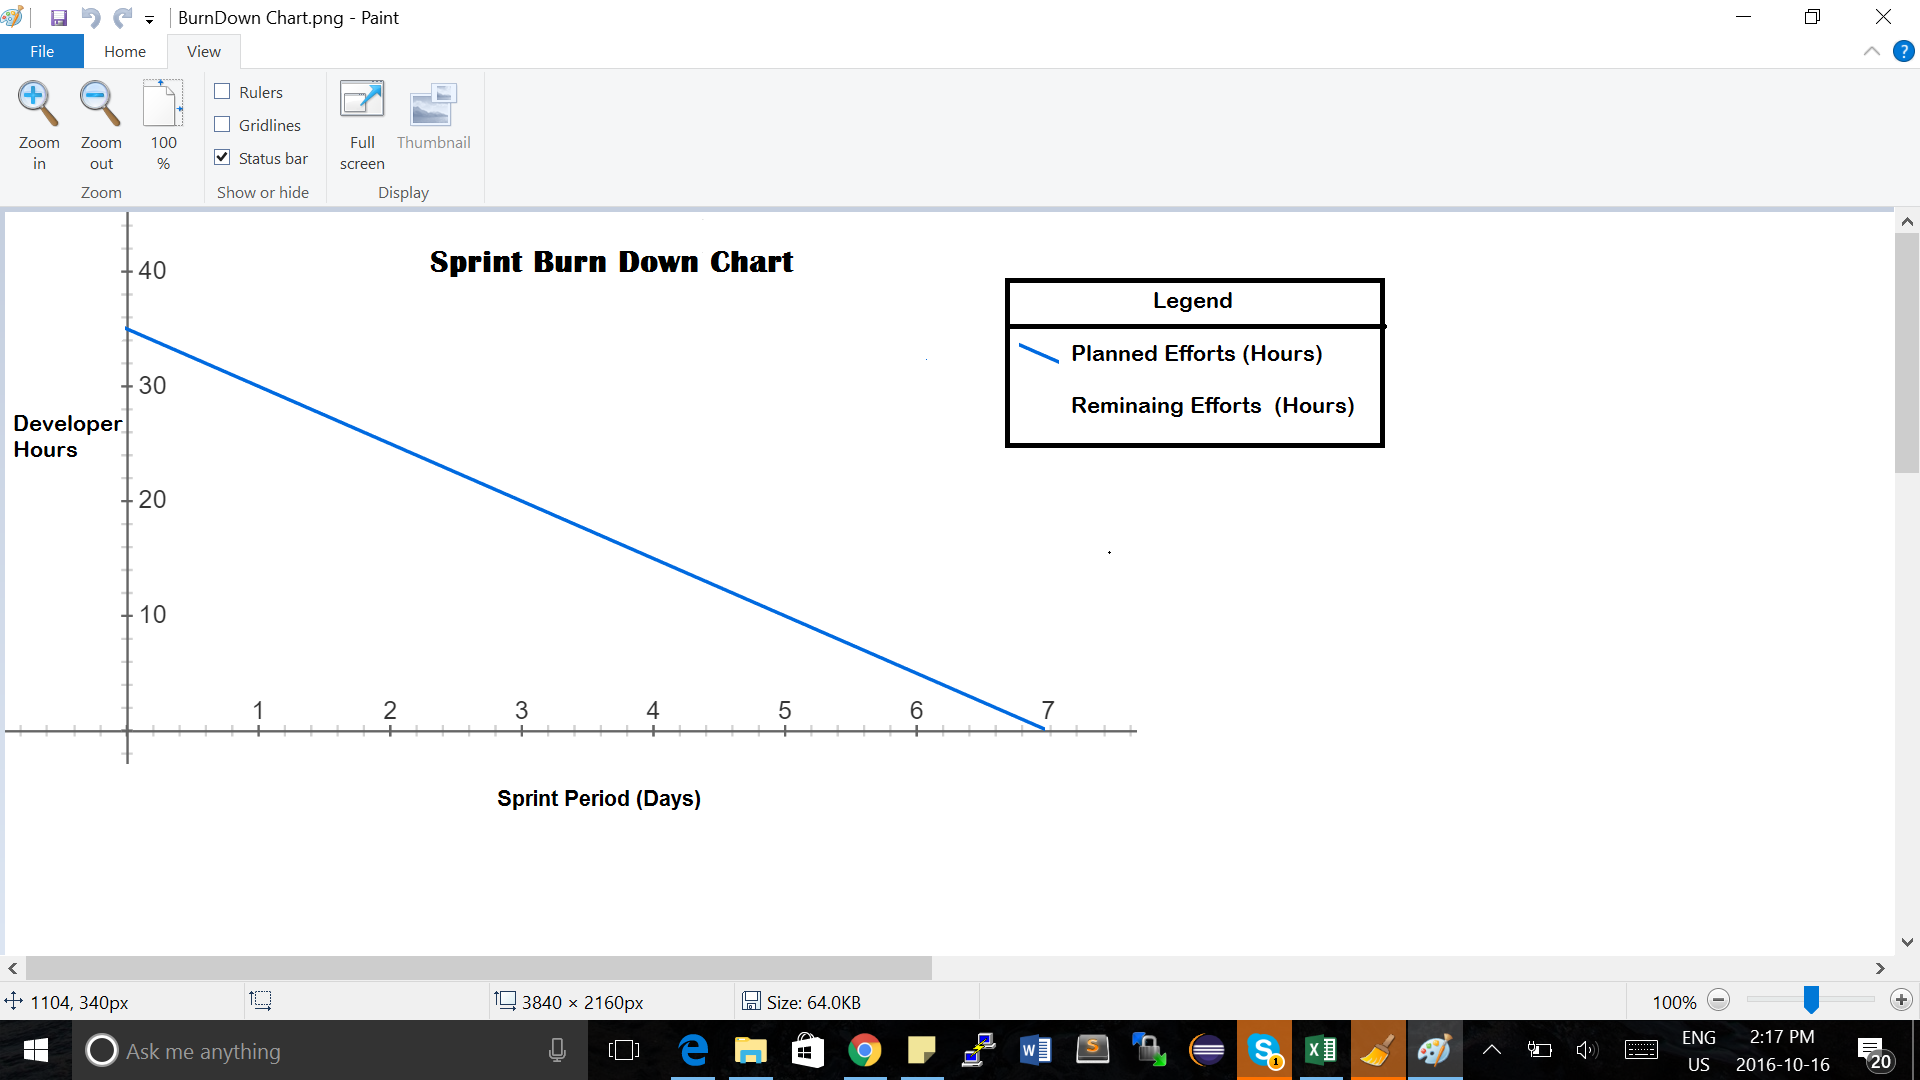 BurnDown Chart.png - Paint
File
Home
View
?
Zoom
in
Zoom
out
100
%
Rulers
Gridlines
Status bar
Full
screen
Thumbnail
Zoom
Show or hide
Display
Sprint Burn Down Chart
40
30
20
10
Developer
Hours
Legend
Planned Efforts (Hours)
Reminaing Efforts (Hours)
1 2 3 4 5 6 7
Sprint Period (Days)
1104, 340px
3840 × 2160px
Size: 64.0KB
100%
Ask me anything
S
1
ENG
US
2:17 PM
2016-10-16
20